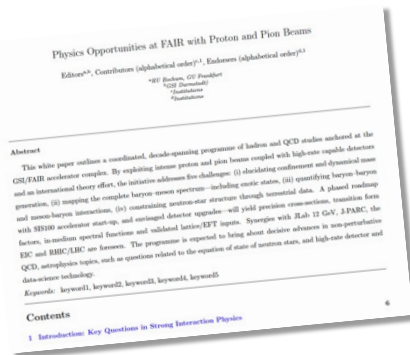 Physics Opportunities at FAIR with Proton and Pion Beams
Editors^a,b, Contributors (alphabetical order)^c,1, Endorsers (alphabetical order)^d,1
^aRU Bochum, GU Frankfurt
^bGSI Darmstadt]
^cInstitutions
^dInstitutions
Abstract
This white paper outlines a coordinated, decade-spanning programme of hadron and QCD studies anchored at the
GSI/FAIR accelerator complex. By exploiting intense proton and pion beams coupled with high-rate capable detectors
and an international theory effort, the initiative addresses five challenges: (i) elucidating confinement and dynamical mass
generation, (ii) mapping the complete baryon–meson spectrum—including exotic states, (iii) quantifying baryon–baryon
and meson-baryon interactions, (iv) constraining neutron-star structure through terrestrial data. A phased roadmap
with SIS100 accelerator start-up, and envisaged detector upgrades—will yield precision cross-sections, transition form
factors, in-medium spectral functions and validated lattice/EFT inputs. Synergies with JLab 12 GeV, J-PARC, the
EIC and RHIC/LHC are foreseen. The programme is expected to bring about decisive advances in non-perturbative
QCD, astrophysics topics, such as questions related to the equation of state of neutron stars, and high-rate detector and
data-science technology.
Keywords: keyword1, keyword2, keyword3, keyword4, keyword5
Contents
1 Introduction: Key Questions in Strong Interaction Physics
6